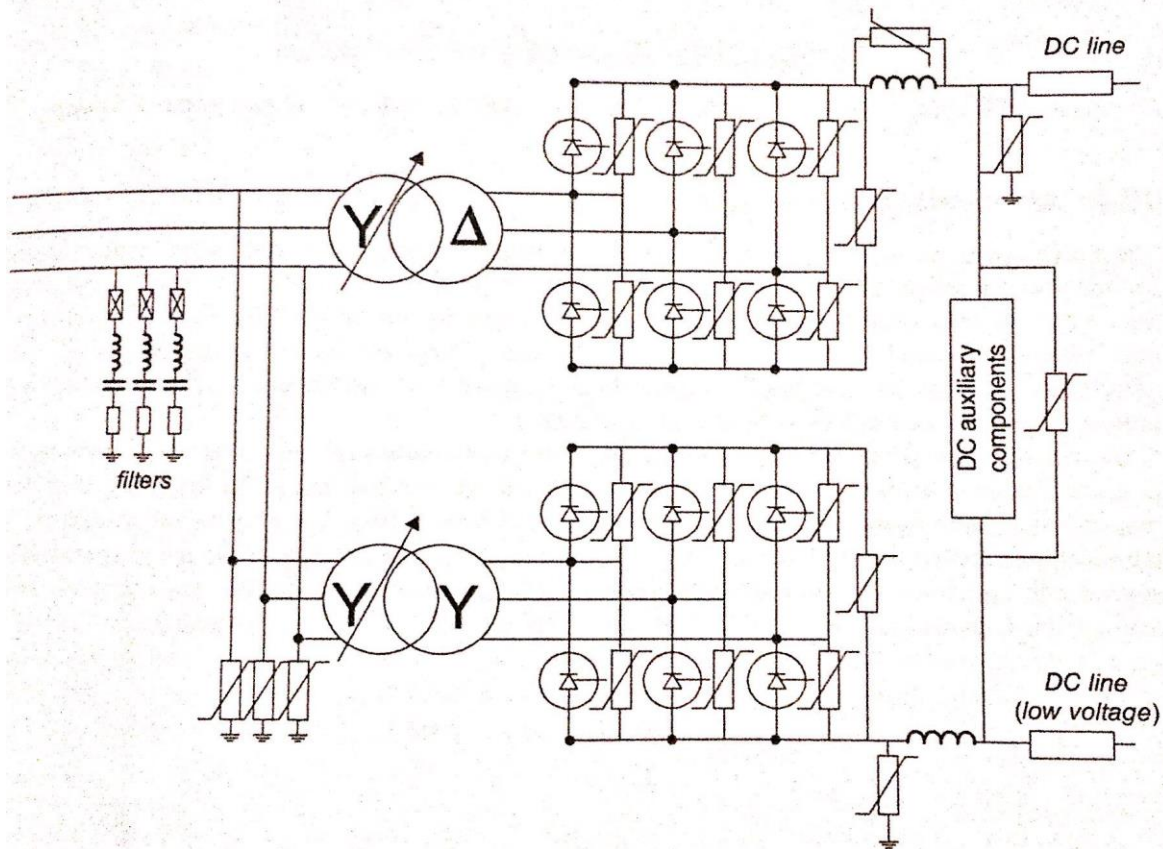 DC line
Y Δ
filters
DC auxiliary
components
Y Y
DC line
(low voltage)